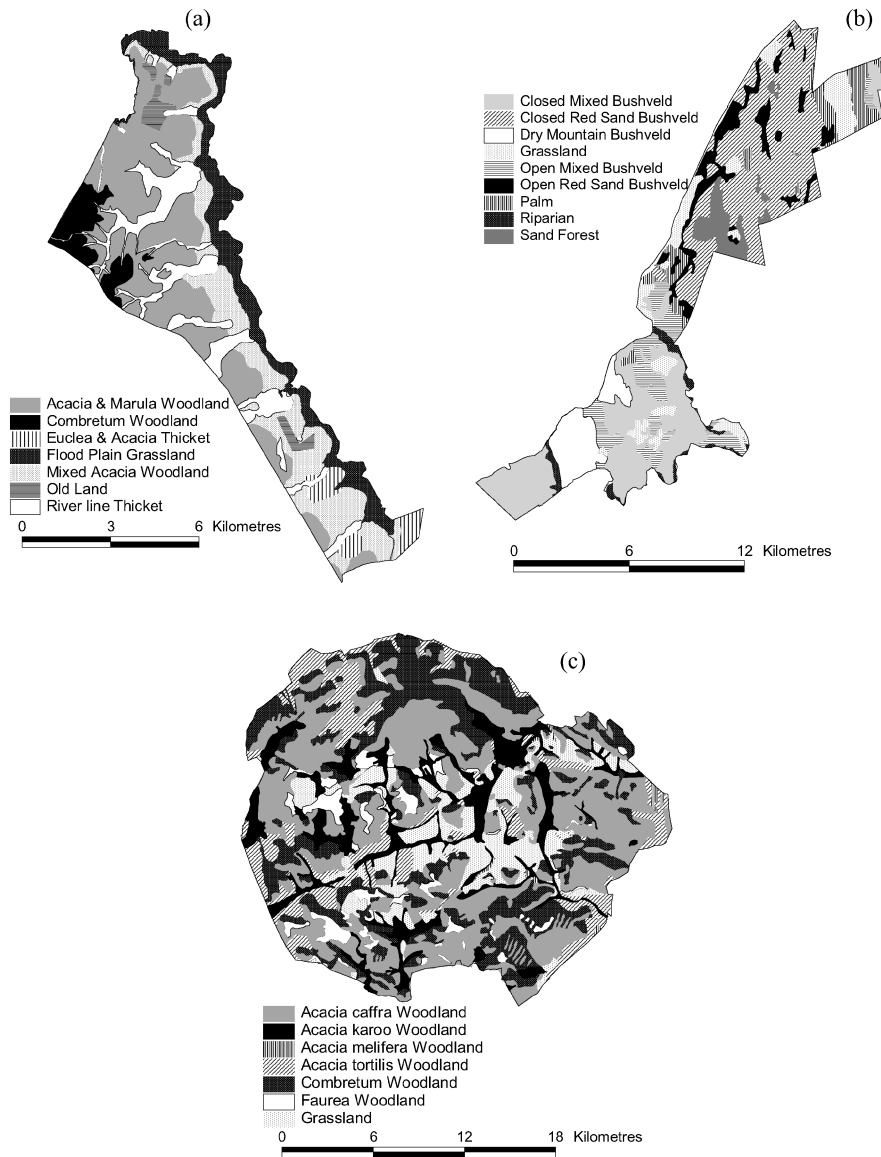 (a)
Acacia & Marula Woodland
Combretum Woodland
Euclea & Acacia Thicket
Flood Plain Grassland
Mixed Acacia Woodland
Old Land
River line Thicket
0 3 6 Kilometres
(b)
Closed Mixed Bushveld
Closed Red Sand Bushveld
Dry Mountain Bushveld
Grassland
Open Mixed Bushveld
Open Red Sand Bushveld
Palm
Riparian
Sand Forest
0 6 12 Kilometres
(c)
Acacia caffra Woodland
Acacia karoo Woodland
Acacia melifera Woodland
Acacia tortilis Woodland
Combretum Woodland
Faurea Woodland
Grassland
0 6 12 18 Kilometres